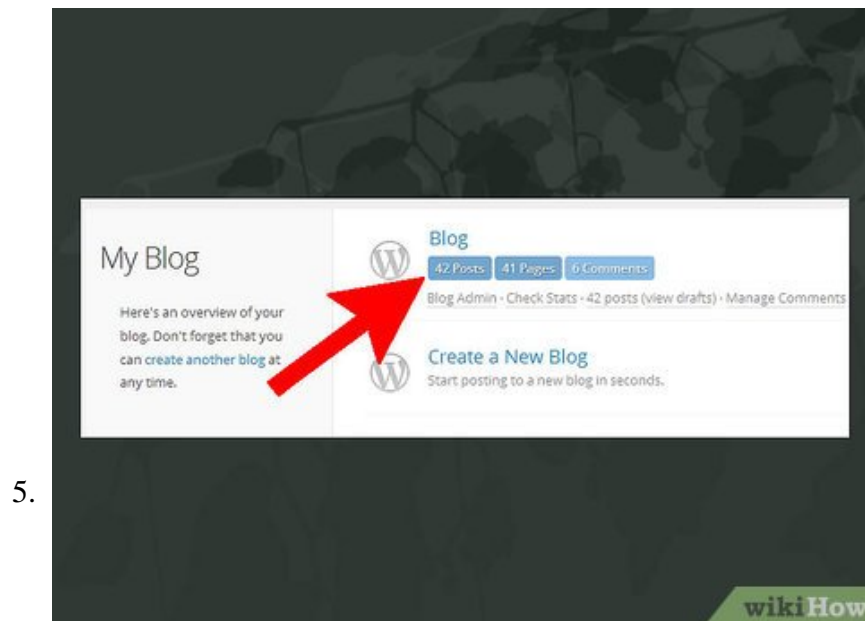 My Blog
Here's an overview of your
blog. Don't forget that you
can create another blog at
any time.
Blog
42 Posts 41 Pages 6 Comments
Blog Admin · Check Stats · 42 posts (view drafts) · Manage Comments
Create a New Blog
Start posting to a new blog in seconds.
5.
wikiHow